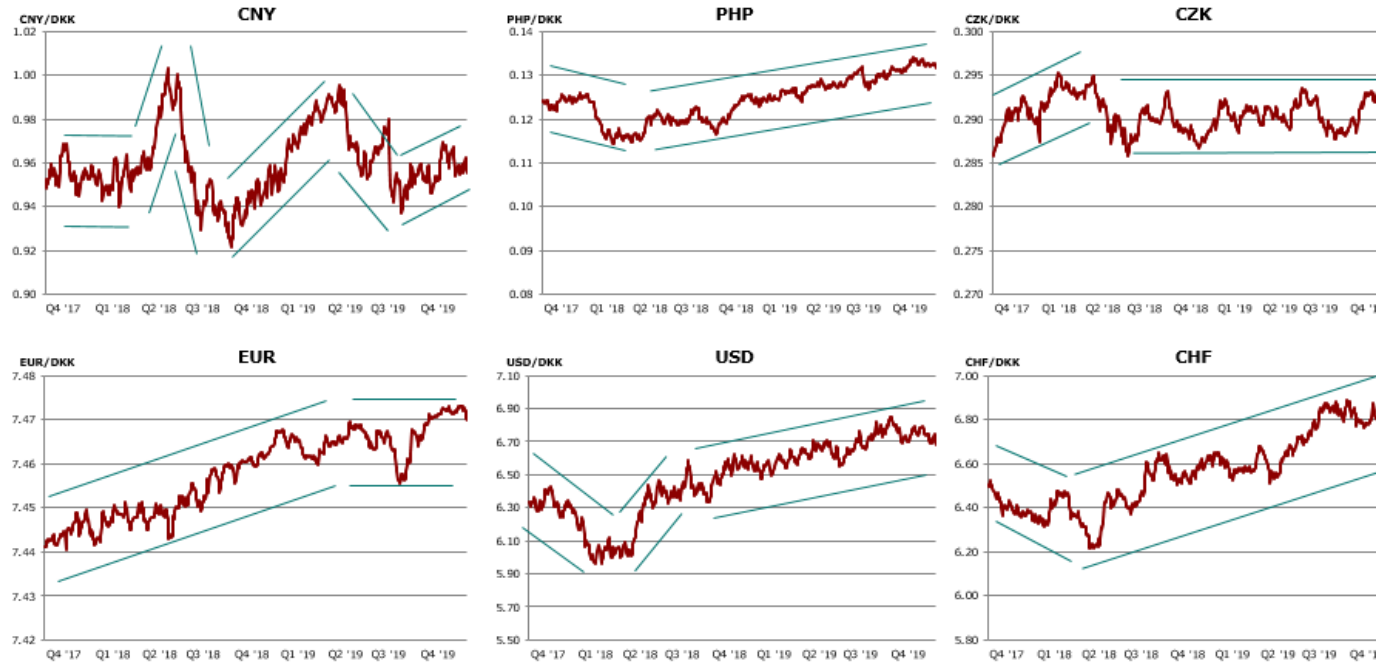 CNY
CNY/DKK
1.02
1.00
0.98
0.96
0.94
0.92
0.90
Q4 '17 Q1 '18 Q2 '18 Q3 '18 Q4 '18 Q1 '19 Q2 '19 Q3 '19 Q4 '19
PHP
PHP/DKK
0.14
0.13
0.12
0.11
0.10
0.09
0.08
Q4 '17 Q1 '18 Q2 '18 Q3 '18 Q4 '18 Q1 '19 Q2 '19 Q3 '19 Q4 '19
CZK
CZK/DKK
0.300
0.295
0.290
0.285
0.280
0.275
0.270
Q4 '17 Q1 '18 Q2 '18 Q3 '18 Q4 '18 Q1 '19 Q2 '19 Q3 '19 Q4 '1
EUR
EUR/DKK
7.48
7.47
7.46
7.45
7.44
7.43
7.42
Q4 '17 Q1 '18 Q2 '18 Q3 '18 Q4 '18 Q1 '19 Q2 '19 Q3 '19 Q4 '19
USD
USD/DKK
7.10
6.90
6.70
6.50
6.30
6.10
5.90
5.70
5.50
Q4 '17 Q1 '18 Q2 '18 Q3 '18 Q4 '18 Q1 '19 Q2 '19 Q3 '19 Q4 '19
CHF
CHF/DKK
7.00
6.80
6.60
6.40
6.20
6.00
5.80
Q4 '17 Q1 '18 Q2 '18 Q3 '18 Q4 '18 Q1 '19 Q2 '19 Q3 '19 Q4 '19